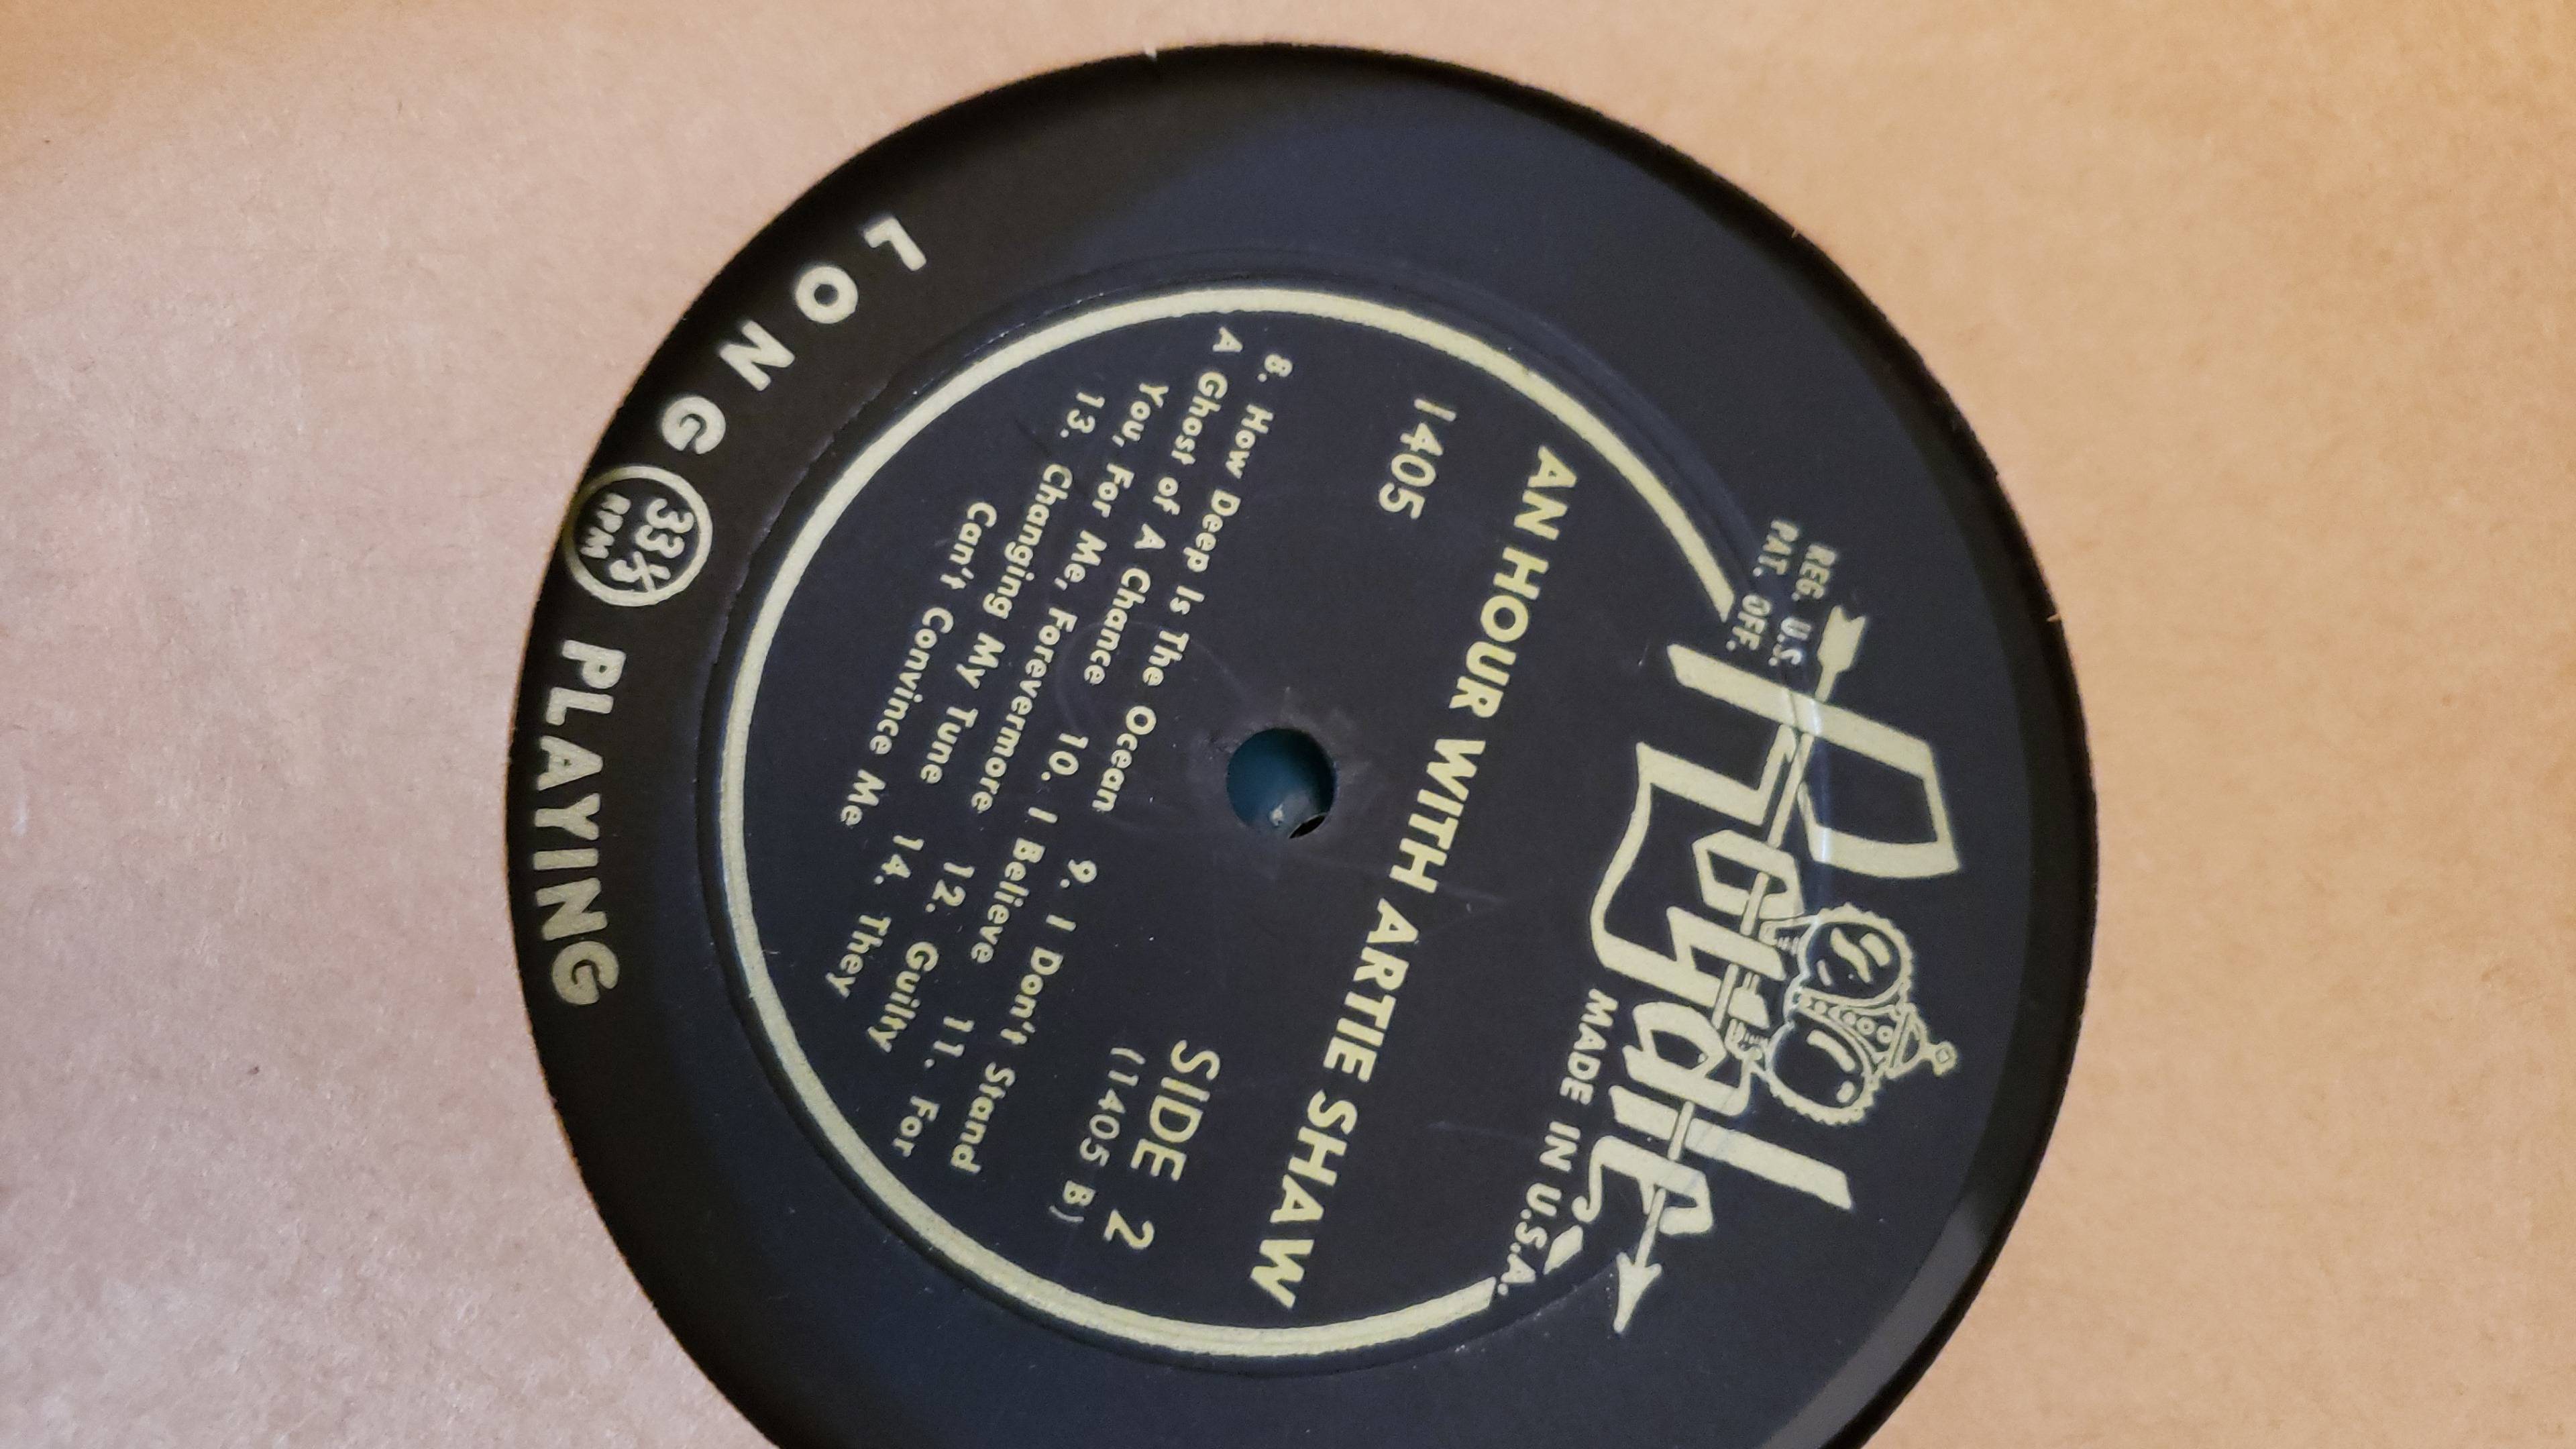 REG. U.S.
PAT. OFF.
Royale
MADE IN U.S.A.
AN HOUR WITH ARTIE SHAW
1405
SIDE 2
(1405 B)
8. How Deep Is The Ocean 9. I Don't Stand
A Ghost of A Chance 10. I Believe 11. For
You, For Me, Forevermore 12. Guilty
13. Changing My Tune 14. They
Can't Convince Me
LONG 33⅓ RPM PLAYING